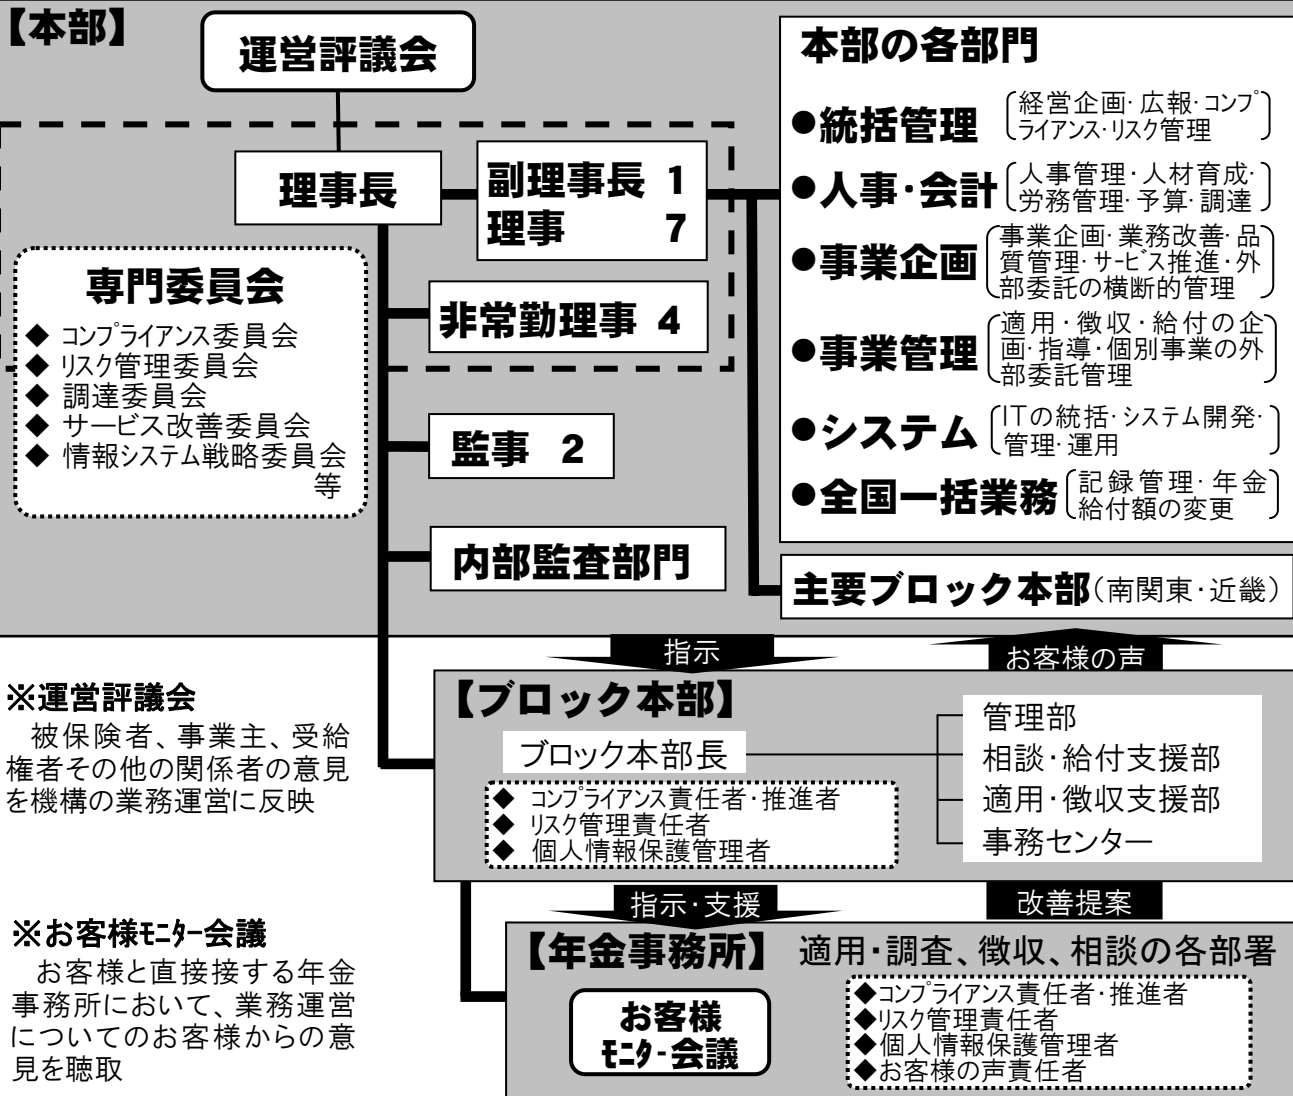 【本部】
運営評議会
理事長
副理事長 1
理事 7
非常勤理事 4
監事 2
内部監査部門
専門委員会
◆ コンプライアンス委員会
◆ リスク管理委員会
◆ 調達委員会
◆ サービス改善委員会
◆ 情報システム戦略委員会
等
本部の各部門
●統括管理
経営企画・広報・コンプ
ライアンス・リスク管理
●人事・会計
人事管理・人材育成・
労務管理・予算・調達
●事業企画
事業企画・業務改善・品
質管理・サービス推進・外
部委託の横断的管理
●事業管理
適用・徴収・給付の企
画・指導・個別事業の外
部委託管理
●システム
ITの統括・システム開発・
管理・運用
●全国一括業務
記録管理・年金
給付額の変更
主要ブロック本部(南関東・近畿)
指示
お客様の声
※運営評議会
被保険者、事業主、受給
権者その他の関係者の意見
を機構の業務運営に反映
【ブロック本部】
ブロック本部長
◆ コンプライアンス責任者・推進者
◆ リスク管理責任者
◆ 個人情報保護管理者
管理部
相談・給付支援部
適用・徴収支援部
事務センター
指示・支援
改善提案
※お客様モニター会議
お客様と直接接する年金
事務所において、業務運営
についてのお客様からの意
見を聴取
【年金事務所】 適用・調査、徴収、相談の各部署
お客様
モニター会議
◆コンプライアンス責任者・推進者
◆リスク管理責任者
◆個人情報保護管理者
◆お客様の声責任者